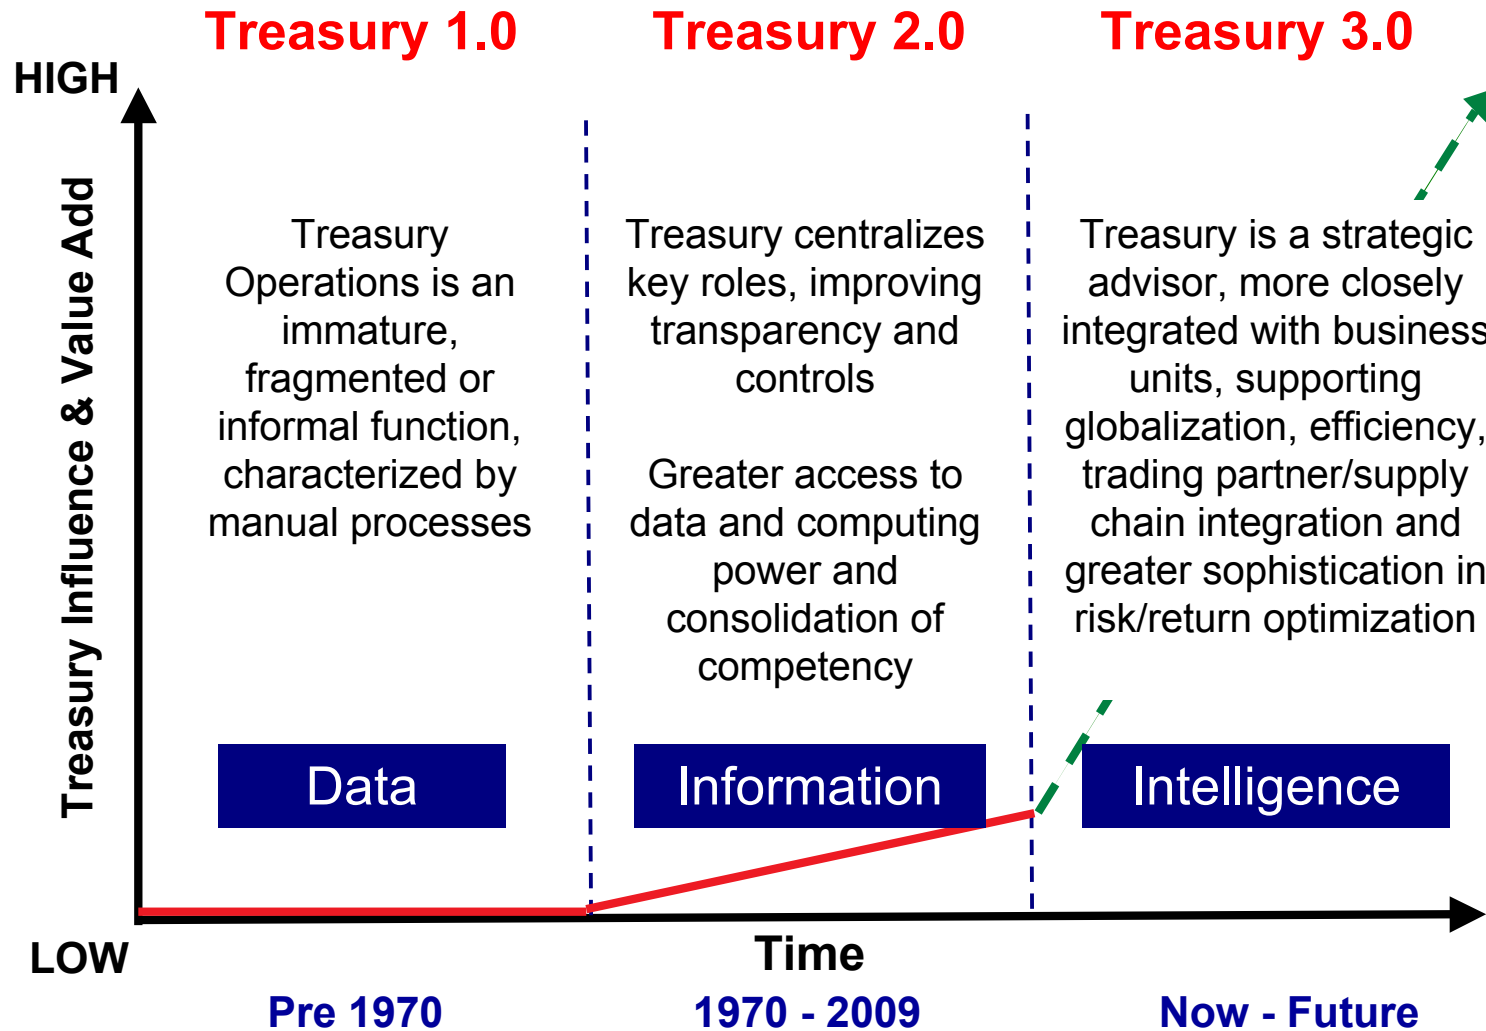 Treasury 1.0
Treasury 2.0
Treasury 3.0
HIGH
Treasury Influence & Value Add
Treasury
Operations is an
immature,
fragmented or
informal function,
characterized by
manual processes
Treasury centralizes
key roles, improving
transparency and
controls
Greater access to
data and computing
power and
consolidation of
competency
Treasury is a strategic
advisor, more closely
integrated with business
units, supporting
globalization, efficiency,
trading partner/supply
chain integration and
greater sophistication in
risk/return optimization
Data
Information
Intelligence
LOW
Time
Pre 1970
1970 - 2009
Now - Future